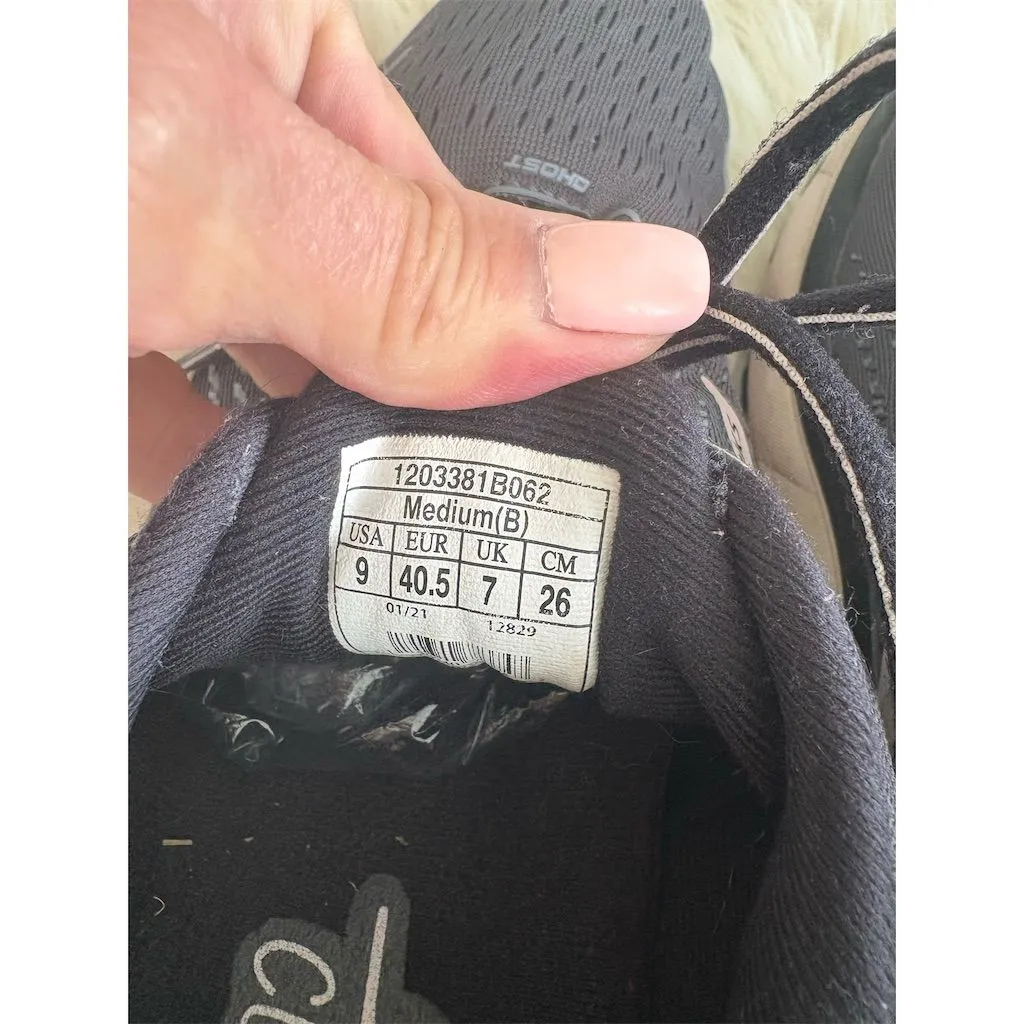 GHOST
1203381B062
Medium(B)
USA EUR UK CM
9 40.5 7 26
01/21 12829